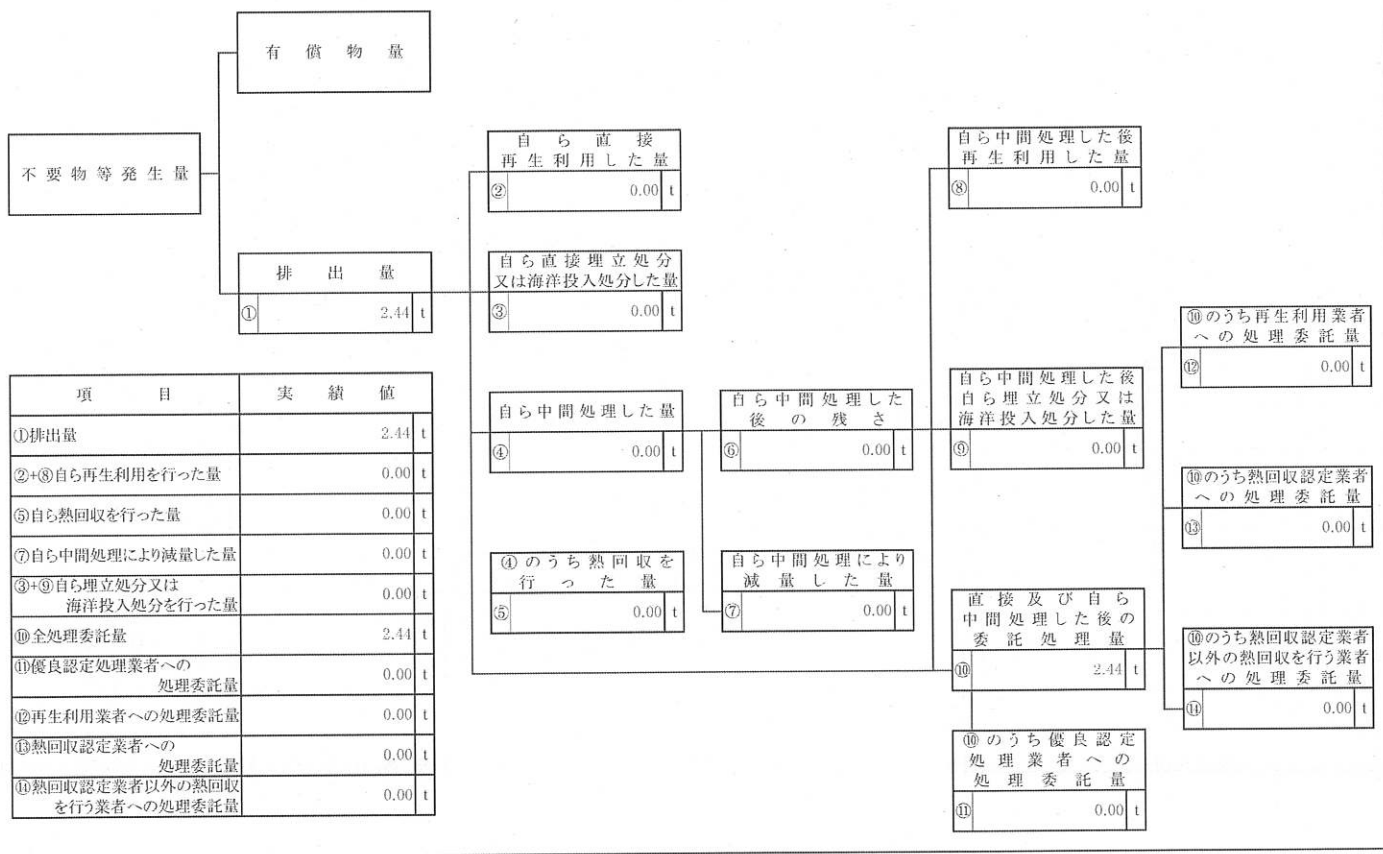 有償物量
不要物等発生量
自ら直接
再生利用した量
② 0.00 t
自ら中間処理した後
再生利用した量
⑧ 0.00 t
排出量
① 2.44 t
自ら直接埋立処分
又は海洋投入処分した量
③ 0.00 t
⑩のうち再生利用業者
への処理委託量
⑫ 0.00 t
自ら中間処理した量
④ 0.00 t
自ら中間処理した
後の残さ
⑥ 0.00 t
自ら中間処理した後
自ら埋立処分又は
海洋投入処分した量
⑨ 0.00 t
⑩のうち熱回収認定業者
への処理委託量
⑬ 0.00 t
④のうち熱回収を
行った量
⑤ 0.00 t
自ら中間処理により
減量した量
⑦ 0.00 t
直接及び自ら
中間処理した後の
委託処理量
⑩ 2.44 t
⑩のうち熱回収認定業者
以外の熱回収を行う業者
への処理委託量
⑭ 0.00 t
⑩のうち優良認定
処理業者への
処理委託量
⑪ 0.00 t
項目 実績値
①排出量 2.44 t
②+⑧自ら再生利用を行った量 0.00 t
⑤自ら熱回収を行った量 0.00 t
⑦自ら中間処理により減量した量 0.00 t
③+⑨自ら埋立処分又は
海洋投入処分を行った量 0.00 t
⑩全処理委託量 2.44 t
⑪優良認定処理業者への
処理委託量 0.00 t
⑫再生利用業者への処理委託量 0.00 t
⑬熱回収認定業者への
処理委託量 0.00 t
⑭熱回収認定業者以外の熱回収
を行う業者への処理委託量 0.00 t